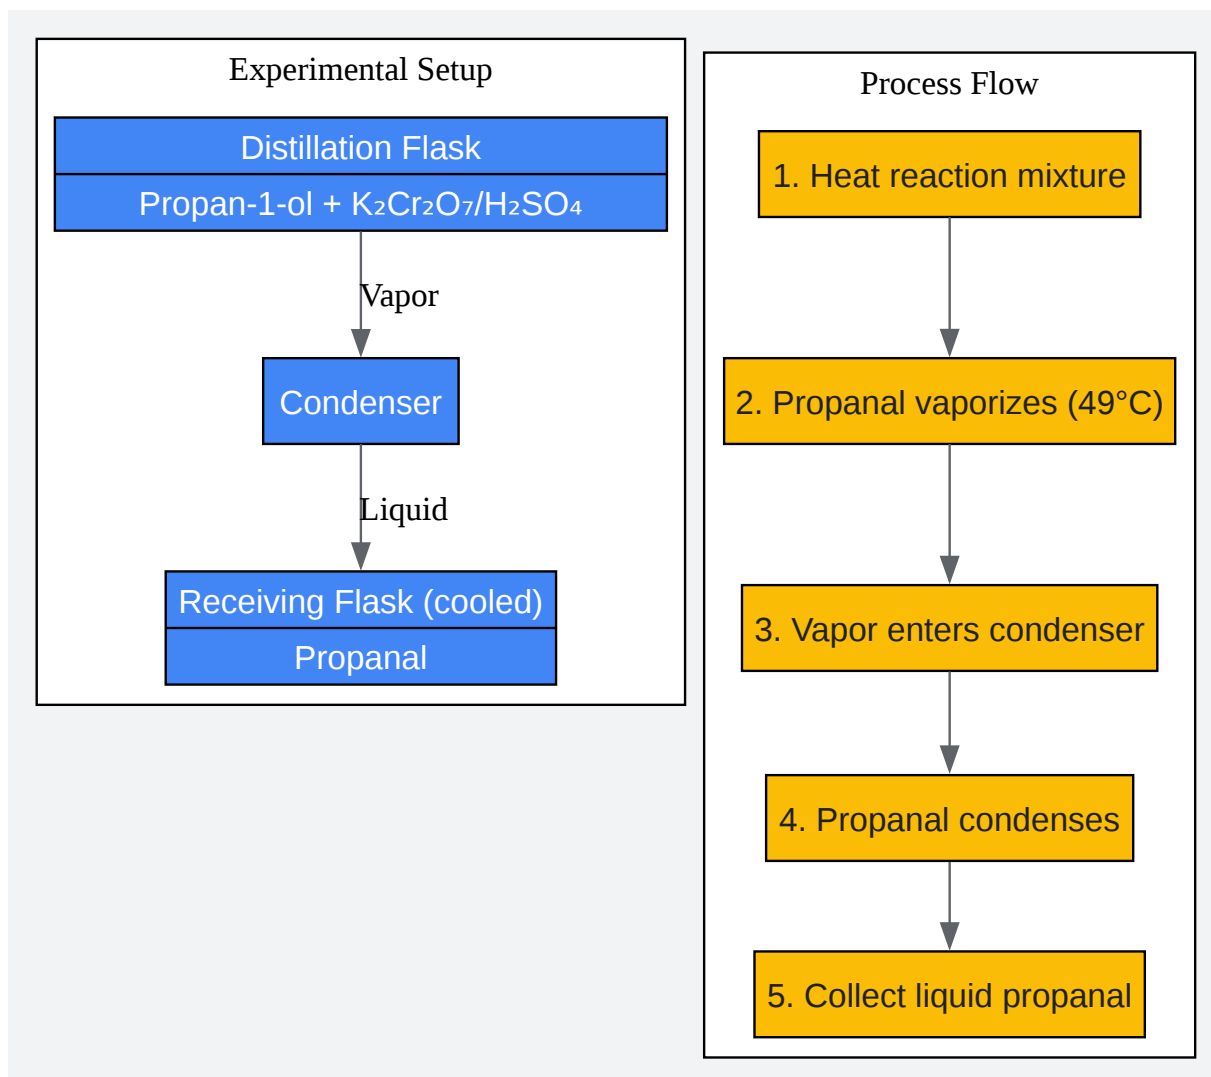 Experimental Setup
Distillation Flask
Propan-1-ol + K₂Cr₂O₇/H₂SO₄
Vapor
Condenser
Liquid
Receiving Flask (cooled)
Propanal
Process Flow
1. Heat reaction mixture
2. Propanal vaporizes (49°C)
3. Vapor enters condenser
4. Propanal condenses
5. Collect liquid propanal